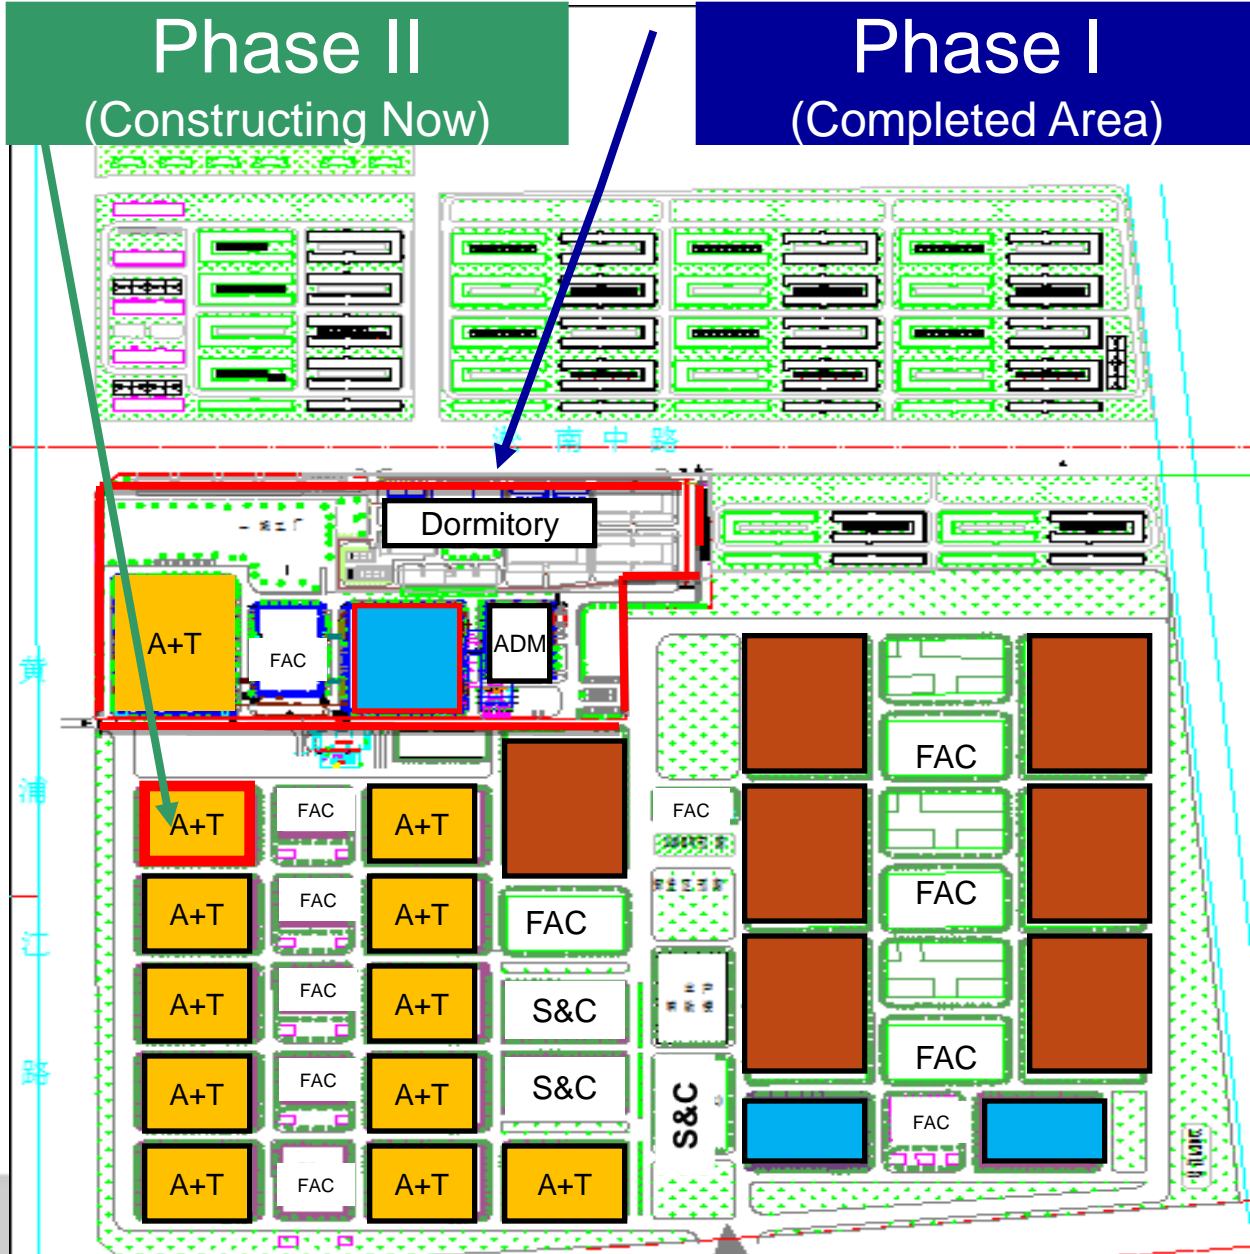 Phase II
(Constructing Now)
Phase I
(Completed Area)
南中路
Dormitory
A+T
FAC
ADM
黄浦江路
FAC
A+T
FAC
A+T
FAC
A+T
FAC
A+T
FAC
FAC
A+T
FAC
A+T
S&C
FAC
A+T
FAC
A+T
S&C
S&C
FAC
A+T
FAC
A+T
A+T